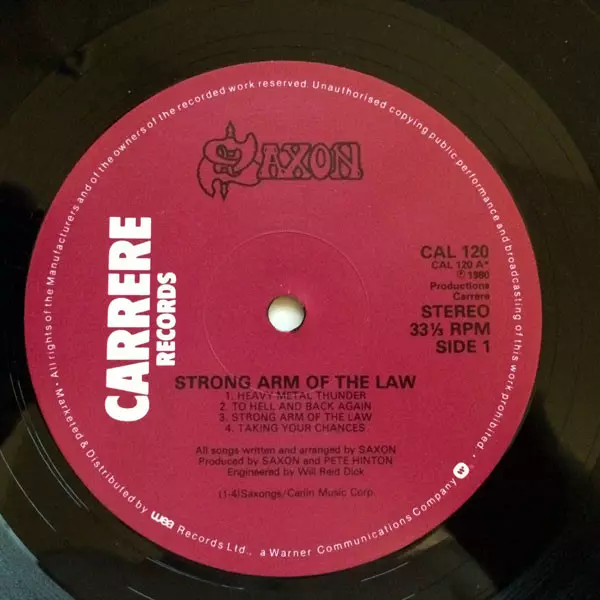 • All rights of the Manufacturers and of the owners of the recorded work reserved. Unauthorised copying public performance and broadcasting of this work prohibited. •
SAXON
CARRERE
RECORDS
CAL 120
CAL 120 A*
℗ 1980
Productions
Carrère
STEREO
33⅓ RPM
SIDE 1
STRONG ARM OF THE LAW
1. HEAVY METAL THUNDER
2. TO HELL AND BACK AGAIN
3. STRONG ARM OF THE LAW
4. TAKING YOUR CHANCES
All songs written and arranged by SAXON
Produced by SAXON and PETE HINTON
Engineered by Will Reid Dick
(1-4)Saxongs/Carlin Music Corp.
Marketed & Distributed by wea Records Ltd., a Warner Communications Company